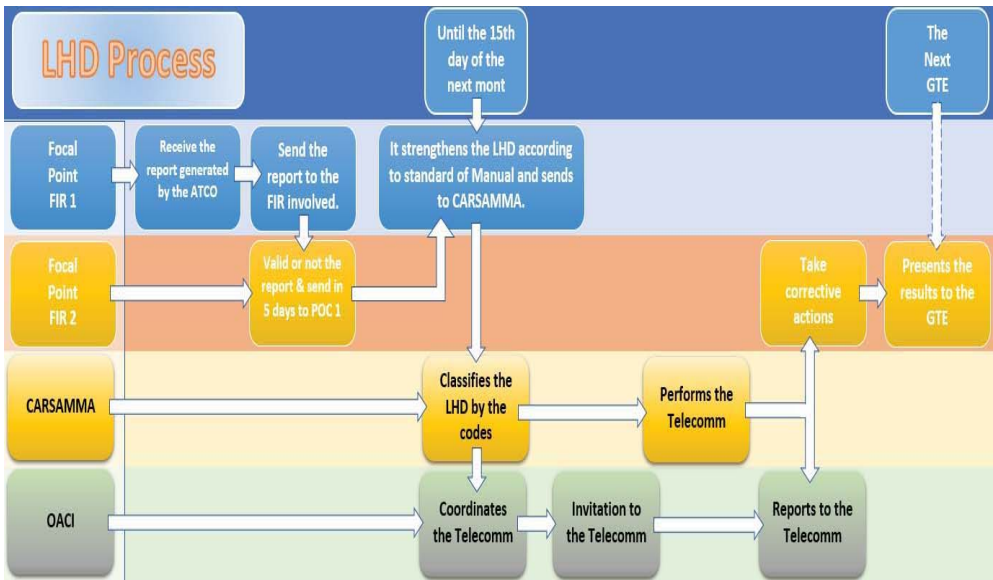 LHD Process
Until the 15th
day of the
next mont
The
Next
GTE
Focal
Point
FIR 1
Receive the
report generated
by the ATCO
Send the
report to the
FIR involved.
It strengthens the LHD according
to standard of Manual and sends
to CARSAMMA.
Focal
Point
FIR 2
Valid or not the
report & send in
5 days to POC 1
Take
corrective
actions
Presents the
results to the
GTE
CARSAMMA
Classifies the
LHD by the
codes
Performs the
Telecomm
OACI
Coordinates
the Telecomm
Invitation to
the Telecomm
Reports to the
Telecomm